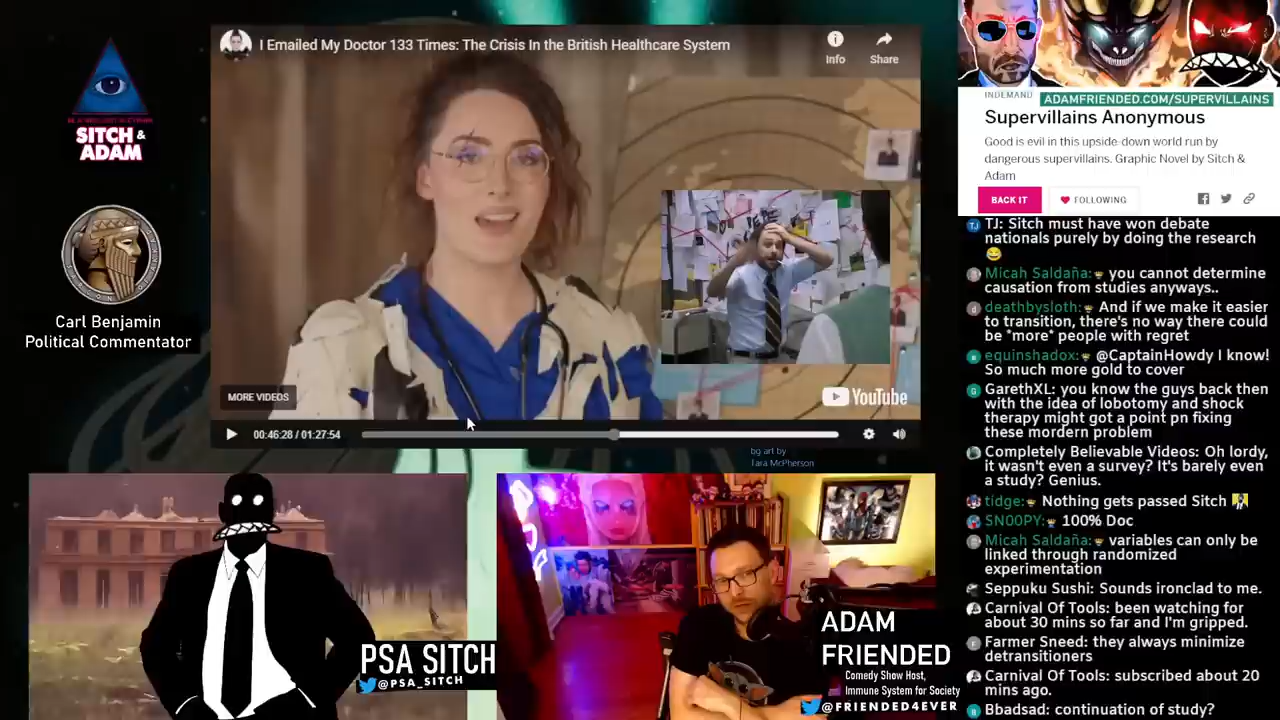 I Emailed My Doctor 133 Times: The Crisis In the British Healthcare System
Info
Share
SITCH &
ADAM
Carl Benjamin
Political Commentator
MORE VIDEOS
YouTube
00:46:28 / 01:27:54
bg art by
Tara McPherson
PSA SITCH
@PSA_SITCH
ADAM
FRIENDED
Comedy Show Host,
Immune System for Society
@FRIENDED4EVER
INDEMAND
ADAMFRIENDED.COM/SUPERVILLAINS
Supervillains Anonymous
Good is evil in this upside-down world run by
dangerous supervillains. Graphic Novel by Sitch &
Adam
BACK IT
FOLLOWING
TJ: Sitch must have won debate
nationals purely by doing the research
😂
Micah Saldaña: you cannot determine
causation from studies anyways..
deathbysloth: And if we make it easier
to transition, there's no way there could
be *more* people with regret
equinshadox: @CaptainHowdy I know!
So much more gold to cover
GarethXL: you know the guys back then
with the idea of lobotomy and shock
therapy might got a point pn fixing
these mordern problem
Completely Believable Videos: Oh lordy,
it wasn't even a survey? It's barely even
a study? Genius.
tidge: Nothing gets passed Sitch
SN00PY: 100% Doc
Micah Saldaña: variables can only be
linked through randomized
experimentation
Seppuku Sushi: Sounds ironclad to me.
Carnival Of Tools: been watching for
about 30 mins so far and I'm gripped.
Farmer Sneed: they always minimize
detransitioners
Carnival Of Tools: subscribed about 20
mins ago.
Bbadsad: continuation of study?